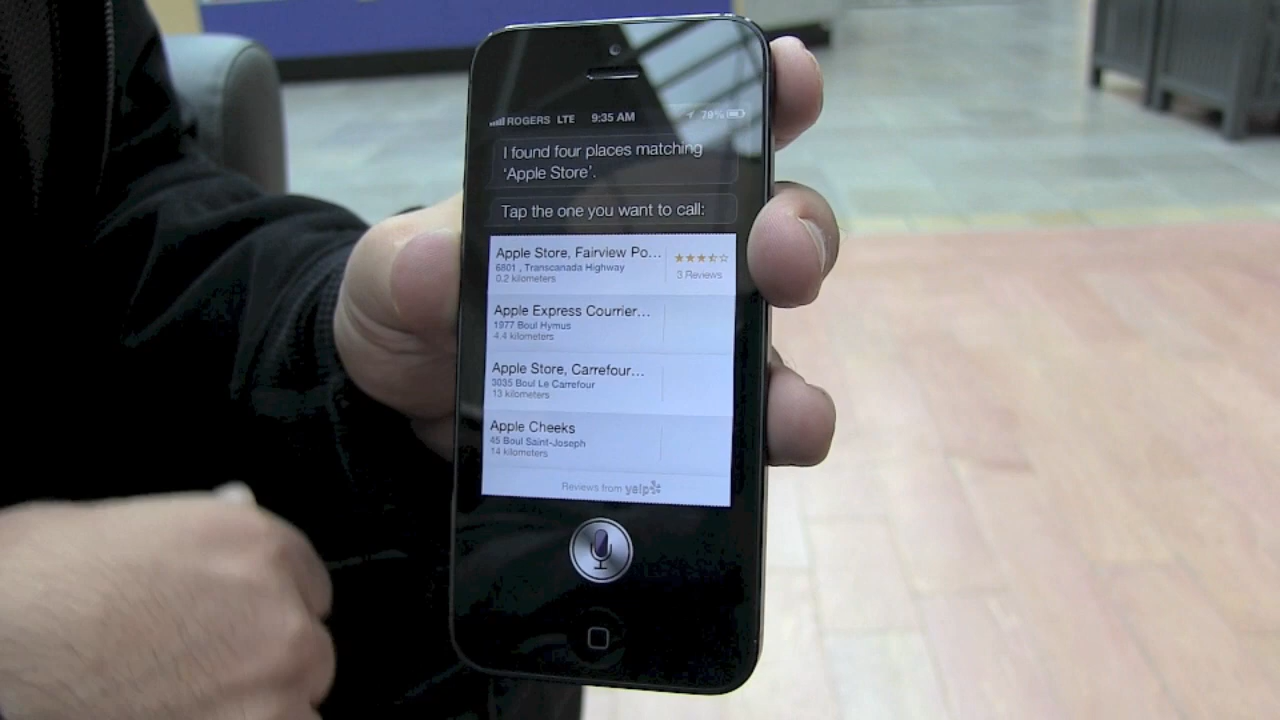 ROGERS LTE 9:35 AM 79%
I found four places matching
‘Apple Store’.
Tap the one you want to call:
Apple Store, Fairview Po...
6801 , Transcanada Highway
0.2 kilometers
3 Reviews
Apple Express Courrier...
1977 Boul Hymus
4.4 kilometers
Apple Store, Carrefour...
3035 Boul Le Carrefour
13 kilometers
Apple Cheeks
45 Boul Saint-Joseph
14 kilometers
Reviews from yelp